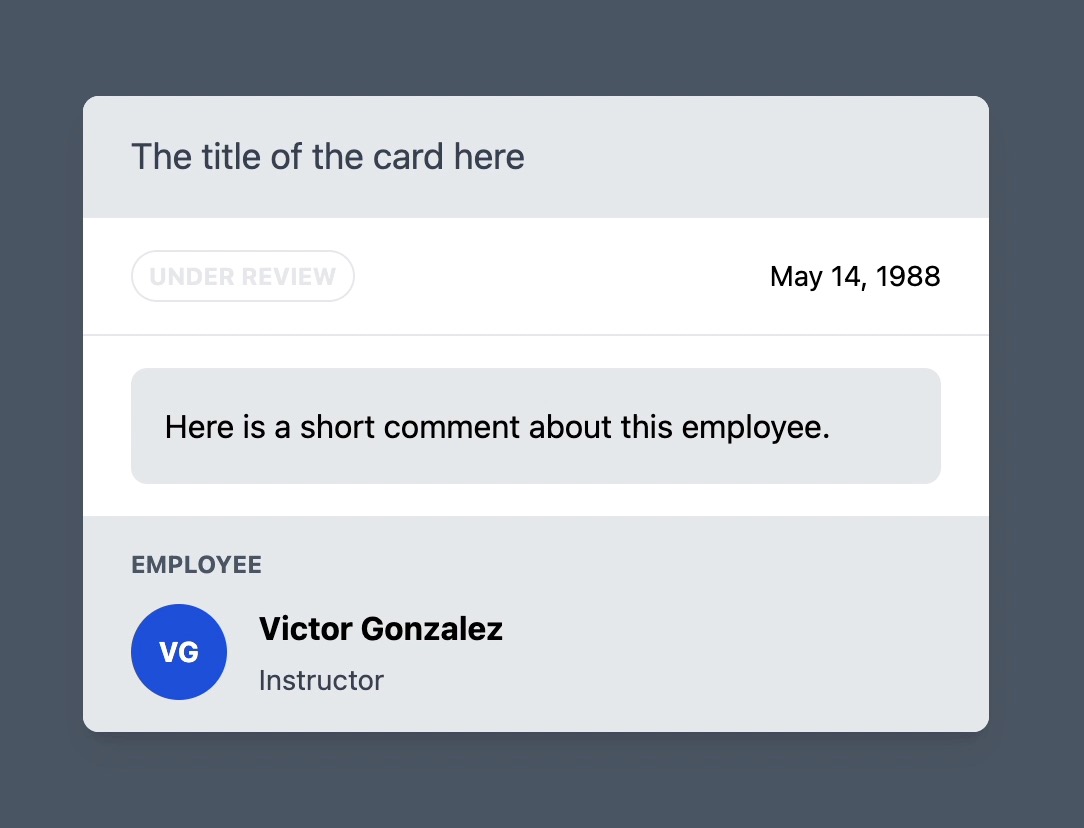 The title of the card here
UNDER REVIEW
May 14, 1988
Here is a short comment about this employee.
EMPLOYEE
VG
Victor Gonzalez
Instructor